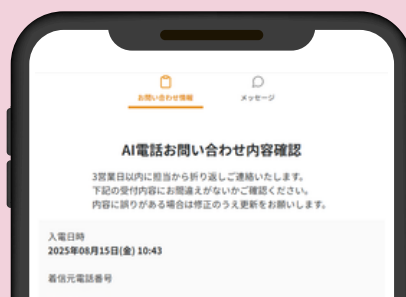 お問い合わせ情報
メッセージ
AI電話お問い合わせ内容確認
3営業日以内に担当から折り返しご連絡いたします。
下記の受付内容にお間違えがないかご確認ください。
内容に誤りがある場合は修正のうえ更新をお願いします。
入電日時
2025年08月15日(金) 10:43
着信元電話番号